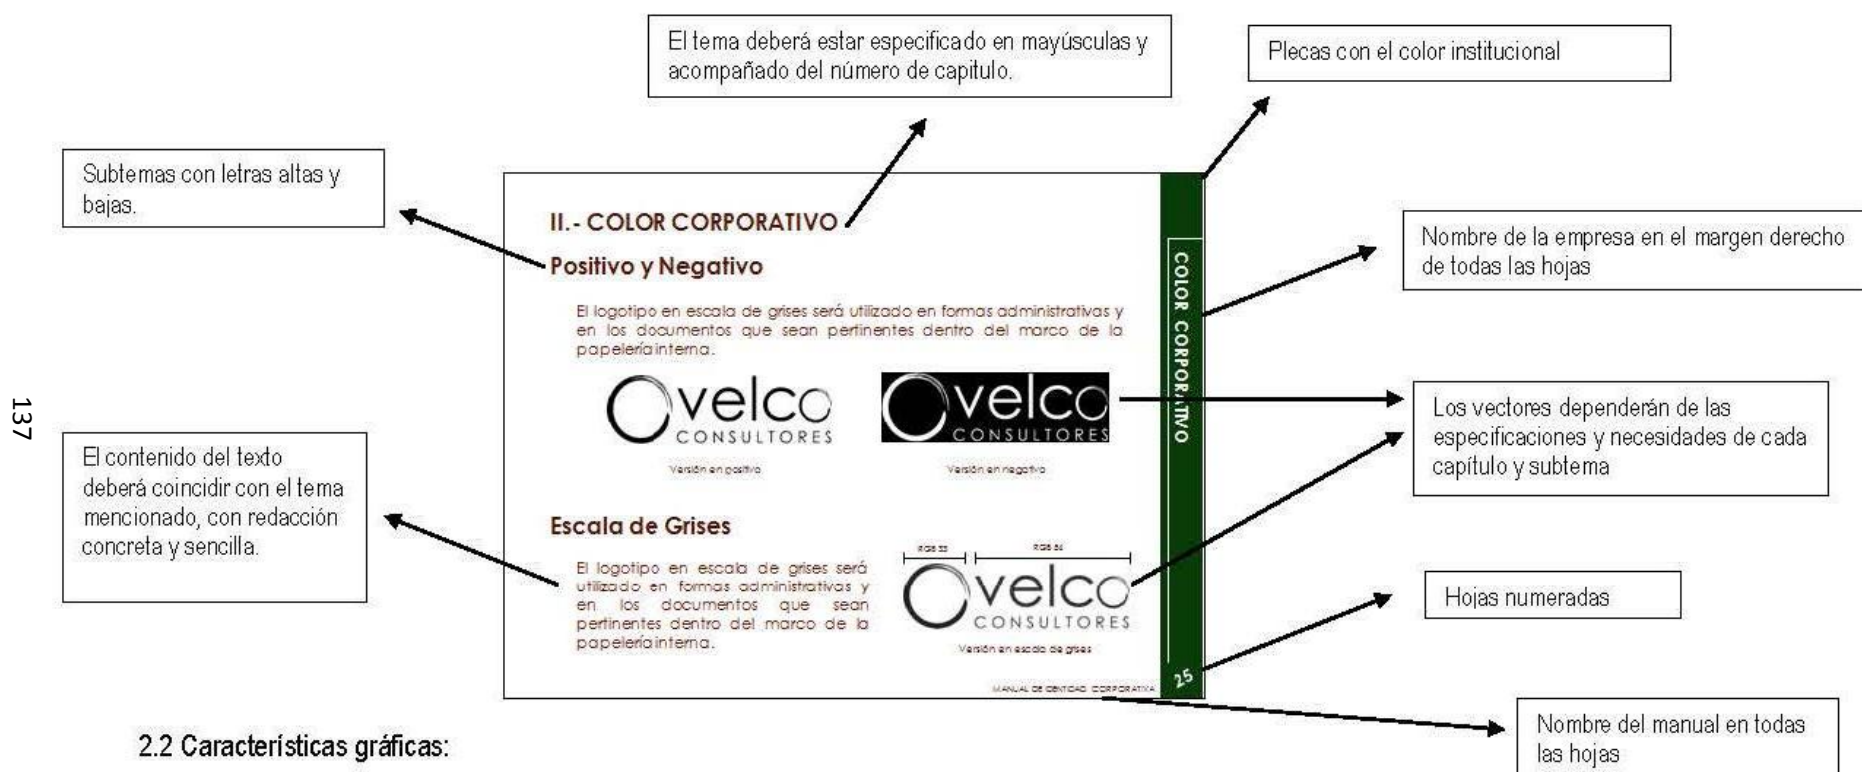 El tema deberá estar especificado en mayúsculas y
acompañado del número de capitulo.
Plecas con el color institucional
Subtemas con letras altas y
bajas.
Nombre de la empresa en el margen derecho
de todas las hojas
II.- COLOR CORPORATIVO
Positivo y Negativo
El logotipo en escala de grises será utilizado en formas administrativas y
en los documentos que sean pertinentes dentro del marco de la
papelería interna.
velco
CONSULTORES
Versión en positivo
velco
CONSULTORES
Versión en negativo
COLOR CORPORATIVO
Los vectores dependerán de las
especificaciones y necesidades de cada
capítulo y subtema
137
El contenido del texto
deberá coincidir con el tema
mencionado, con redacción
concreta y sencilla.
Escala de Grises
El logotipo en escala de grises será
utilizado en formas administrativas y
en los documentos que sean
pertinentes dentro del marco de la
papelería interna.
velco
CONSULTORES
Versión en escala de grises
Hojas numeradas
25
MANUAL DE IDENTIDAD CORPORATIVA
Nombre del manual en todas
las hojas
2.2 Características gráficas: